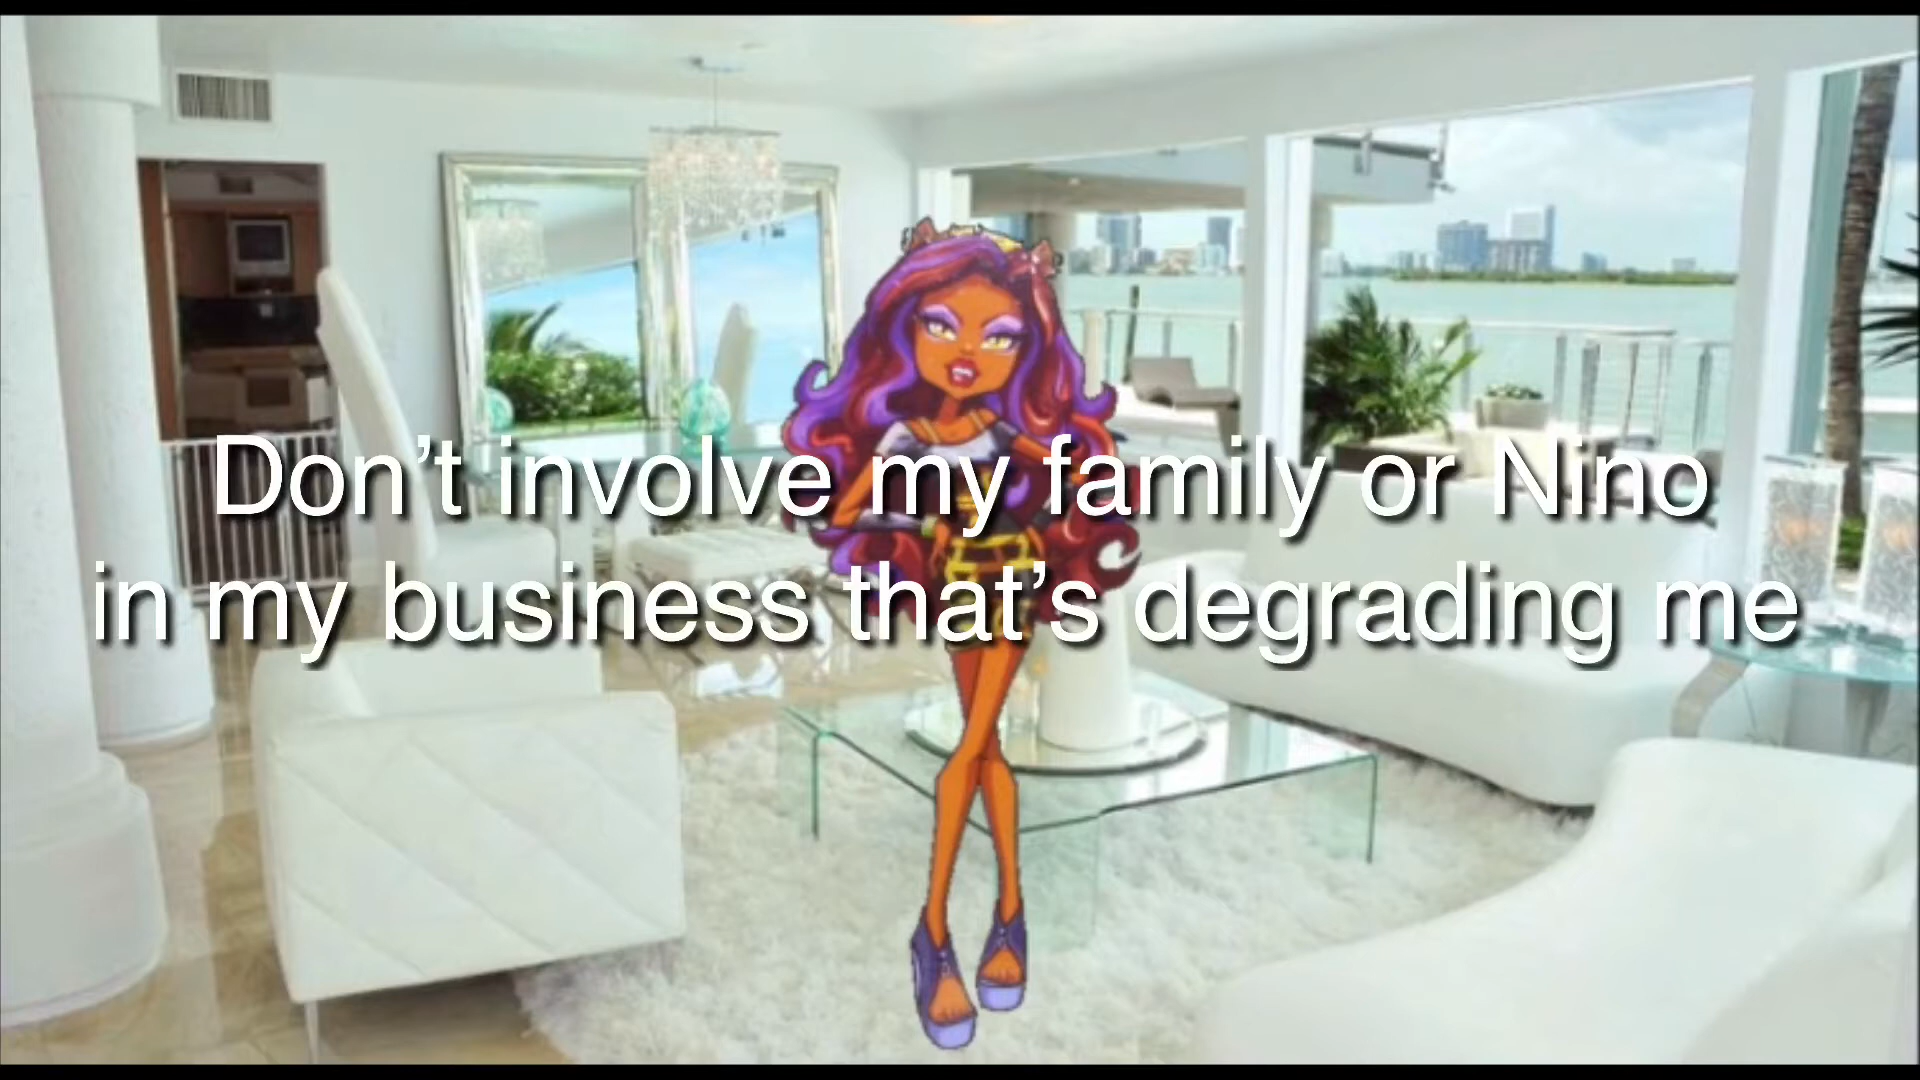 Don’t involve my family or Nino
in my business that’s degrading me